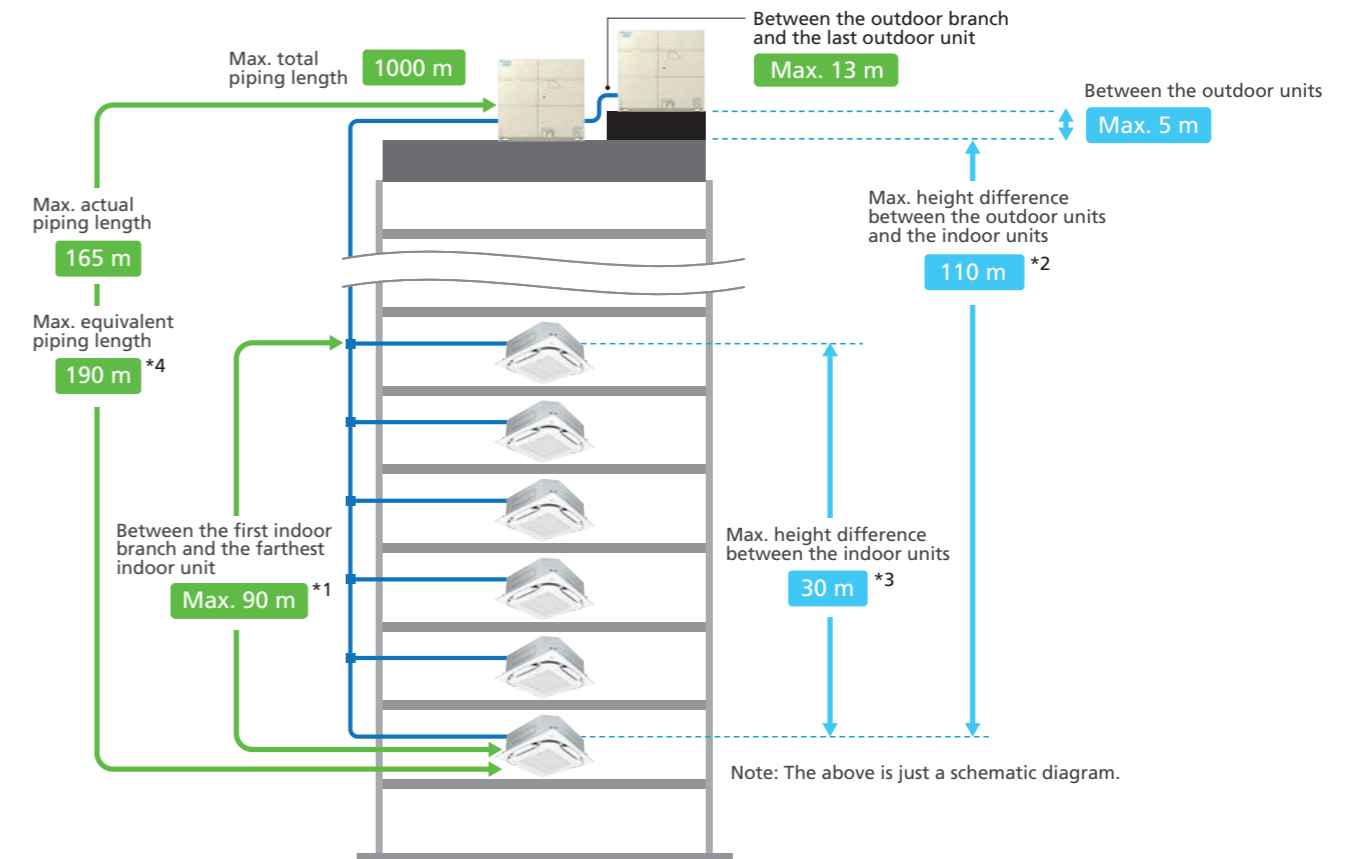 Between the outdoor branch
and the last outdoor unit
Max. 13 m
Max. total
piping length
1000 m
Between the outdoor units
Max. 5 m
Max. actual
piping length
165 m
Max. height difference
between the outdoor units
and the indoor units
110 m *2
Max. equivalent
piping length
190 m *4
Between the first indoor
branch and the farthest
indoor unit
Max. 90 m *1
Max. height difference
between the indoor units
30 m *3
Note: The above is just a schematic diagram.